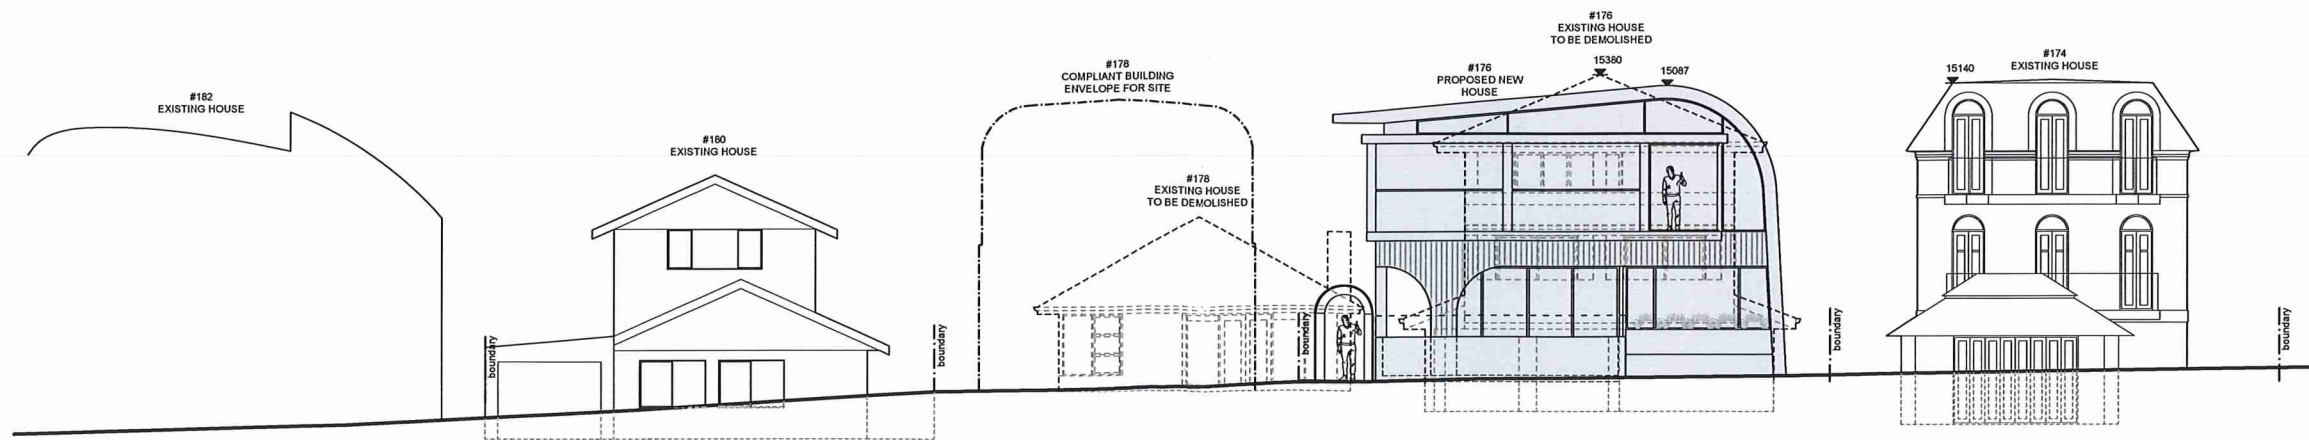 #182
EXISTING HOUSE
#180
EXISTING HOUSE
#178
COMPLIANT BUILDING
ENVELOPE FOR SITE
#178
EXISTING HOUSE
TO BE DEMOLISHED
#176
PROPOSED NEW
HOUSE
#176
EXISTING HOUSE
TO BE DEMOLISHED
15380
15087
15140
#174
EXISTING HOUSE
boundary
boundary
boundary
boundary
boundary